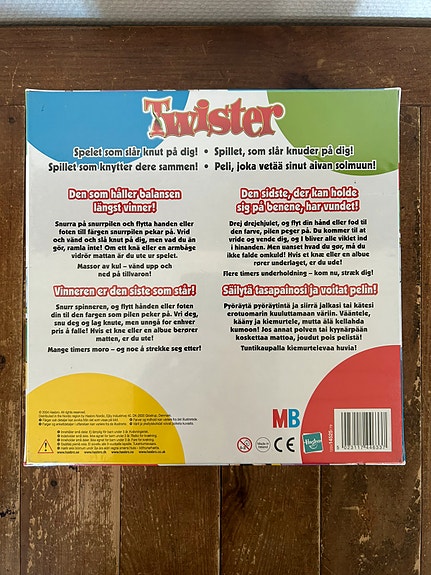 Twister
Spelet som slår knut på dig! • Spillet, som slår knuder på dig!
Spillet som knytter dere sammen! • Peli, joka vetää sinut aivan solmuun!
Den som håller balansen
längst vinner!
Snurra på snurrpilen och flytta handen eller
foten till färgen snurrpilen pekar på. Vrid
och vänd och slå knut på dig, men vad du än
gör, ramla inte! Om ett knä eller en armbåge
vidrör mattan är du ute ur spelet.
Massor av kul – vänd upp och
ned på tillvaron!
Den sidste, der kan holde
sig på benene, har vundet!
Drej drejehjulet, og flyt din hånd eller fod til
den farve, pilen peger på. Du kommer til at
vride og vende dig, og I bliver alle viklet ind
i hinanden. Men uanset hvad du gør, må du
ikke falde omkuld! Hvis et knæ eller en albue
rører underlaget, er du ude!
Flere timers underholdning – kom nu, stræk dig!
Vinneren er den siste som står!
Snurr spinneren, og flytt hånden eller foten
din til den fargen som pilen peker på. Vri deg,
snu deg og lag knute, men unngå for enhver
pris å falle! Hvis et kne eller en albue berører
matten, er du ute!
Mange timers moro – og noe å strekke seg etter!
Säilytä tasapainosi ja voitat pelin!
Pyöräytä pyöräytintä ja siirrä jalkasi tai kätesi
erotuomarin kuuluttamaan väriin. Vääntele,
käänny ja kiemurtele, mutta älä kellahda
kumoon! Jos annat polven tai kyynärpään
koskettaa mattoa, joudut pois pelistä!
Tuntikaupalla kiemurtelevaa huvia!
MB
Made in
Ireland
Hasbro